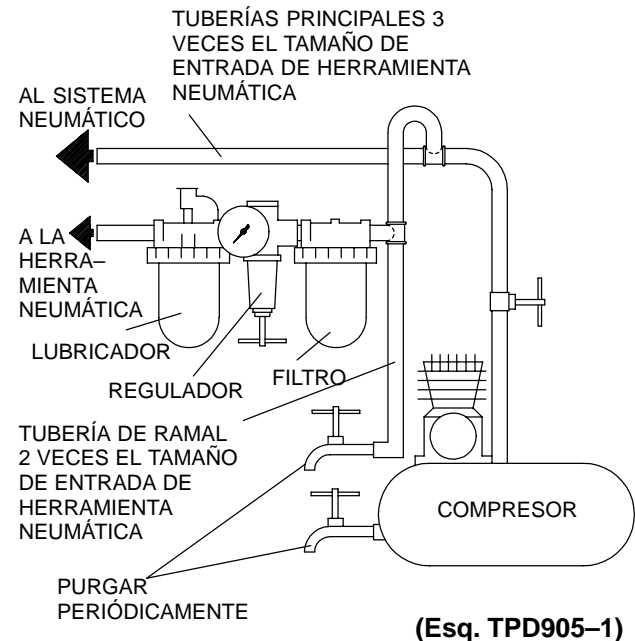 TUBERÍAS PRINCIPALES 3
VECES EL TAMAÑO DE
ENTRADA DE HERRAMIENTA
NEUMÁTICA
AL SISTEMA
NEUMÁTICO
A LA
HERRA–
MIENTA
NEUMÁTICA
LUBRICADOR
REGULADOR
FILTRO
TUBERÍA DE RAMAL
2 VECES EL TAMAÑO
DE ENTRADA DE
HERRAMIENTA
NEUMÁTICA
COMPRESOR
PURGAR
PERIÓDICAMENTE
(Esq. TPD905–1)